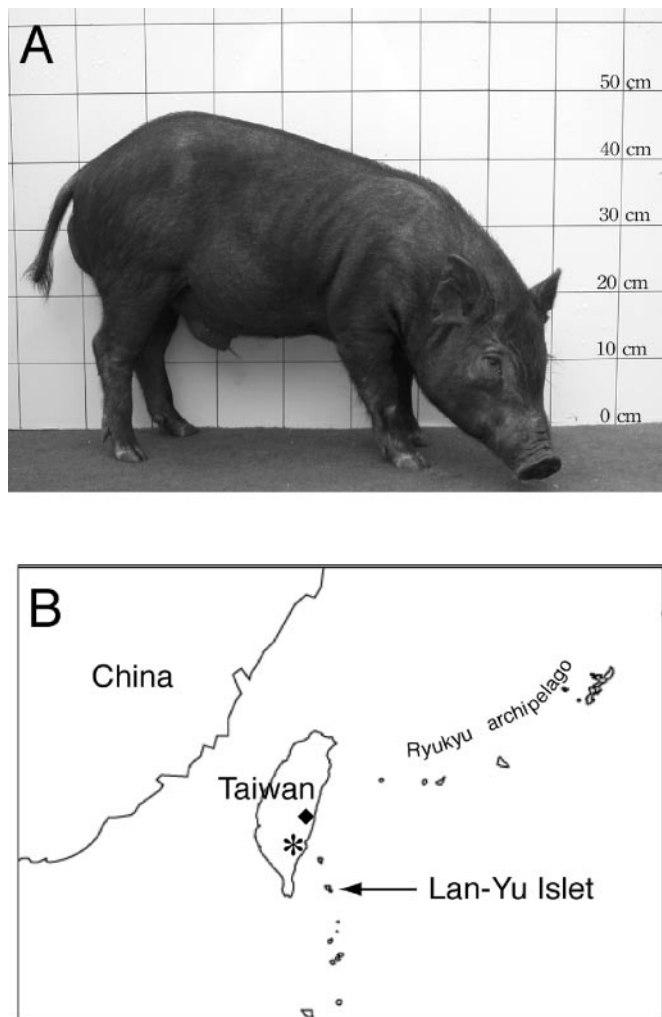 A
50 cm
40 cm
30 cm
20 cm
10 cm
0 cm
B
China
Ryukyu archipelago
Taiwan
*
Lan-Yu Islet